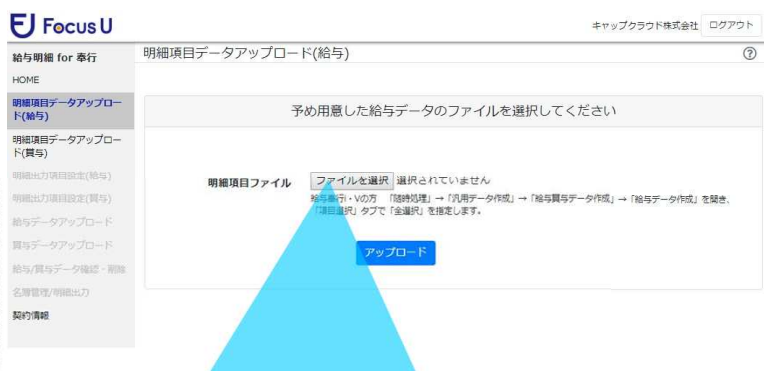 Focus U
キャップクラウド株式会社 ログアウト
給与明細 for 奉行
HOME
明細項目データアップロー
ド(給与)
明細項目データアップロー
ド(賞与)
明細出力項目設定(給与)
明細出力項目設定(賞与)
給与データアップロード
賞与データアップロード
給与/賞与データ確認・削除
名簿管理/明細出力
契約情報
明細項目データアップロード(給与)
予め用意した給与データのファイルを選択してください
明細項目ファイル ファイルを選択 選択されていません
給与奉行i・Vの方 「随時処理」→「汎用データ作成」→「給与賞与データ作成」→「給与データ作成」を開き、
「項目選択」タブで「全選択」を指定します。
アップロード